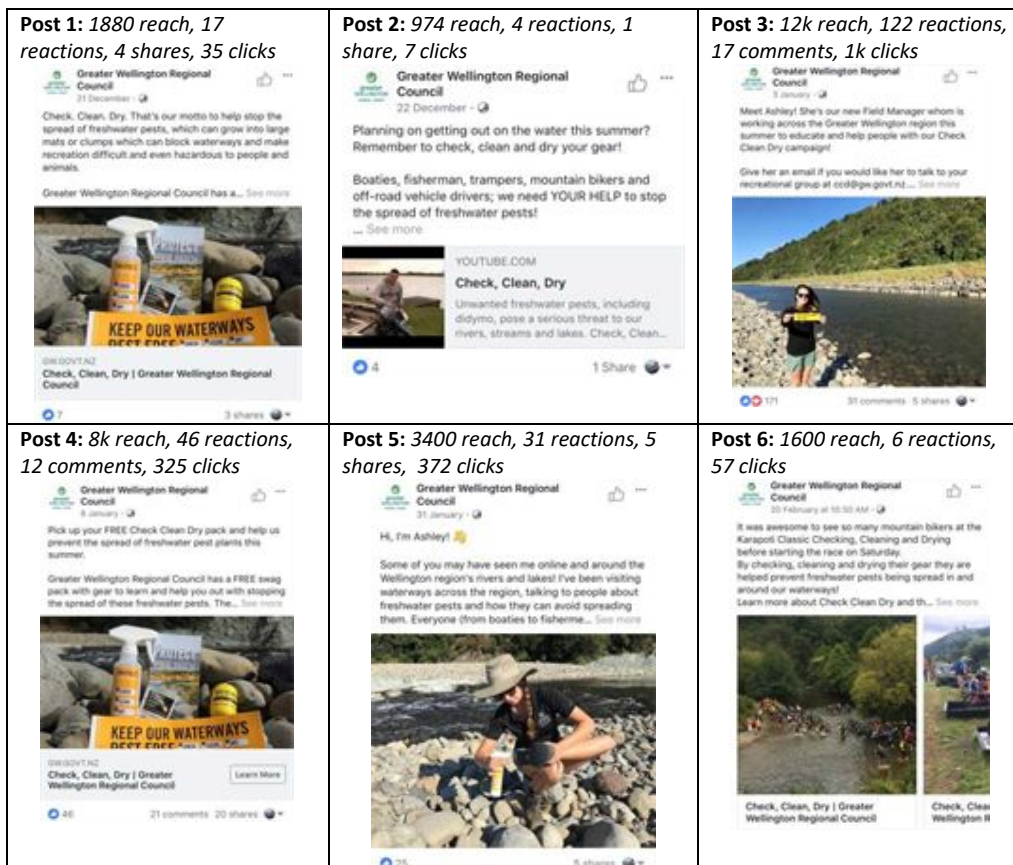 Post 1: 1880 reach, 17
reactions, 4 shares, 35 clicks
Greater Wellington Regional
Council
21 December
Check. Clean. Dry. That's our motto to help stop the
spread of freshwater pests, which can grow into large
mats or clumps which can block waterways and make
recreation difficult and even hazardous to people and
animals.
Greater Wellington Regional Council has a... See more
KEEP OUR WATERWAYS
PEST FREE
GW.GOVT.NZ
Check, Clean, Dry | Greater Wellington Regional
Council
7
3 shares
Post 2: 974 reach, 4 reactions, 1
share, 7 clicks
Greater Wellington Regional
Council
22 December
Planning on getting out on the water this summer?
Remember to check, clean and dry your gear!
Boaties, fisherman, trampers, mountain bikers and
off-road vehicle drivers; we need YOUR HELP to stop
the spread of freshwater pests!
... See more
YOUTUBE.COM
Check, Clean, Dry
Unwanted freshwater pests, including
didymo, pose a serious threat to our
rivers, streams and lakes. Check, Clean...
4
1 Share
Post 3: 12k reach, 122 reactions,
17 comments, 1k clicks
Greater Wellington Regional
Council
5 January
Meet Ashley! She's our new Field Manager whom is
working across the Greater Wellington region this
summer to educate and help people with our Check
Clean Dry campaign!
Give her an email if you would like her to talk to your
recreational group at ccd@gw.govt.nz.... See more
171
31 comments 5 shares
Post 4: 8k reach, 46 reactions,
12 comments, 325 clicks
Greater Wellington Regional
Council
8 January
Pick up your FREE Check Clean Dry pack and help us
prevent the spread of freshwater pest plants this
summer.
Greater Wellington Regional Council has a FREE swag
pack with gear to learn and help you out with stopping
the spread of these freshwater pests. The... See more
KEEP OUR WATERWAYS
PEST FREE
GW.GOVT.NZ
Check, Clean, Dry | Greater
Wellington Regional Council
Learn More
46
21 comments 20 shares
Post 5: 3400 reach, 31 reactions, 5
shares, 372 clicks
Greater Wellington Regional
Council
31 January
Hi, I'm Ashley! 👋
Some of you may have seen me online and around the
Wellington region's rivers and lakes! I've been visiting
waterways across the region, talking to people about
freshwater pests and how they can avoid spreading
them. Everyone (from boaties to fisherme... See more
25
5 shares
Post 6: 1600 reach, 6 reactions,
57 clicks
Greater Wellington Regional
Council
20 February at 10:50 AM
It was awesome to see so many mountain bikers at the
Karapoti Classic Checking, Cleaning and Drying
before starting the race on Saturday.
By checking, cleaning and drying their gear they are
helped prevent freshwater pests being spread in and
around our waterways!
Learn more about Check Clean Dry and th... See more
Check, Clean, Dry | Greater
Wellington Regional Council
Check, Clea
Wellington R